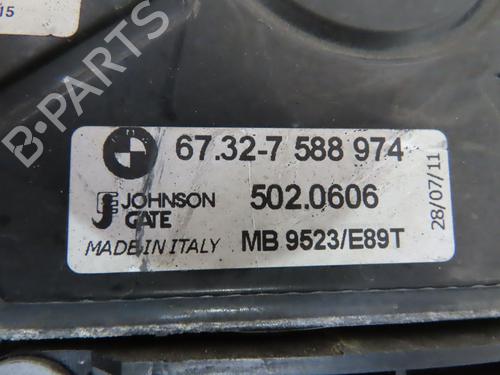 15
67.32-7 588 974
JOHNSON
GATE
502.0606
MADE IN ITALY
MB 9523/E89T
28/07/11
B-PARTS